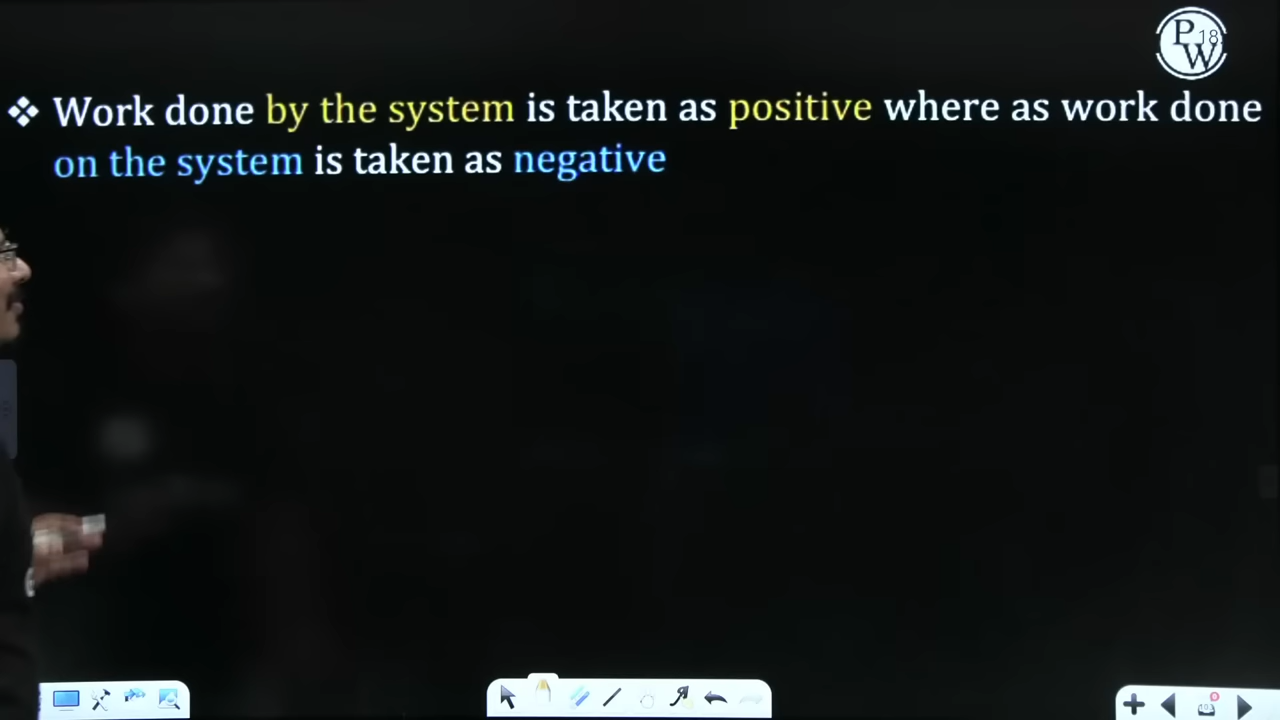 P 18
W
❖ Work done by the system is taken as positive where as work done
on the system is taken as negative